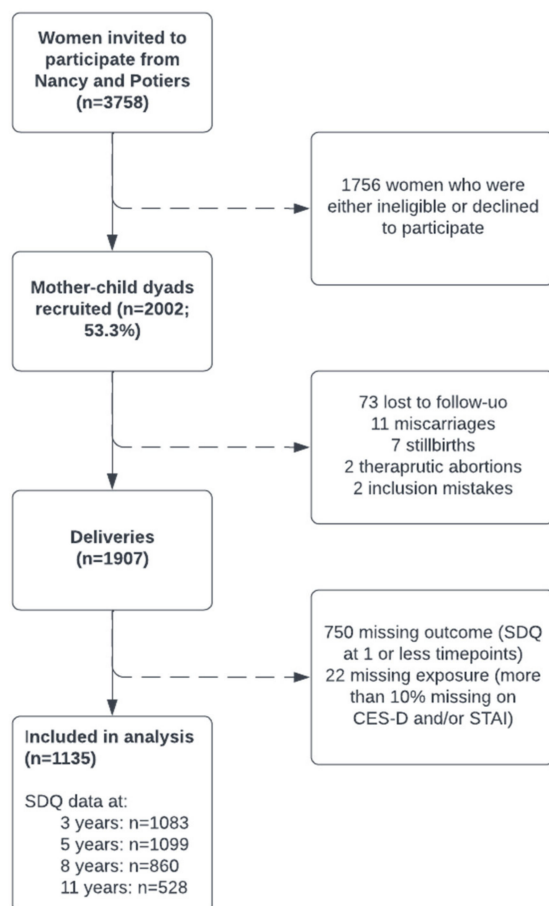 Women invited to
participate from
Nancy and Potiers
(n=3758)
1756 women who were
either ineligible or declined
to participate
Mother-child dyads
recruited (n=2002;
53.3%)
73 lost to follow-uo
11 miscarriages
7 stillbirths
2 theraprutic abortions
2 inclusion mistakes
Deliveries
(n=1907)
750 missing outcome (SDQ
at 1 or less timepoints)
22 missing exposure (more
than 10% missing on
CES-D and/or STAI)
Included in analysis
(n=1135)
SDQ data at:
3 years: n=1083
5 years: n=1099
8 years: n=860
11 years: n=528